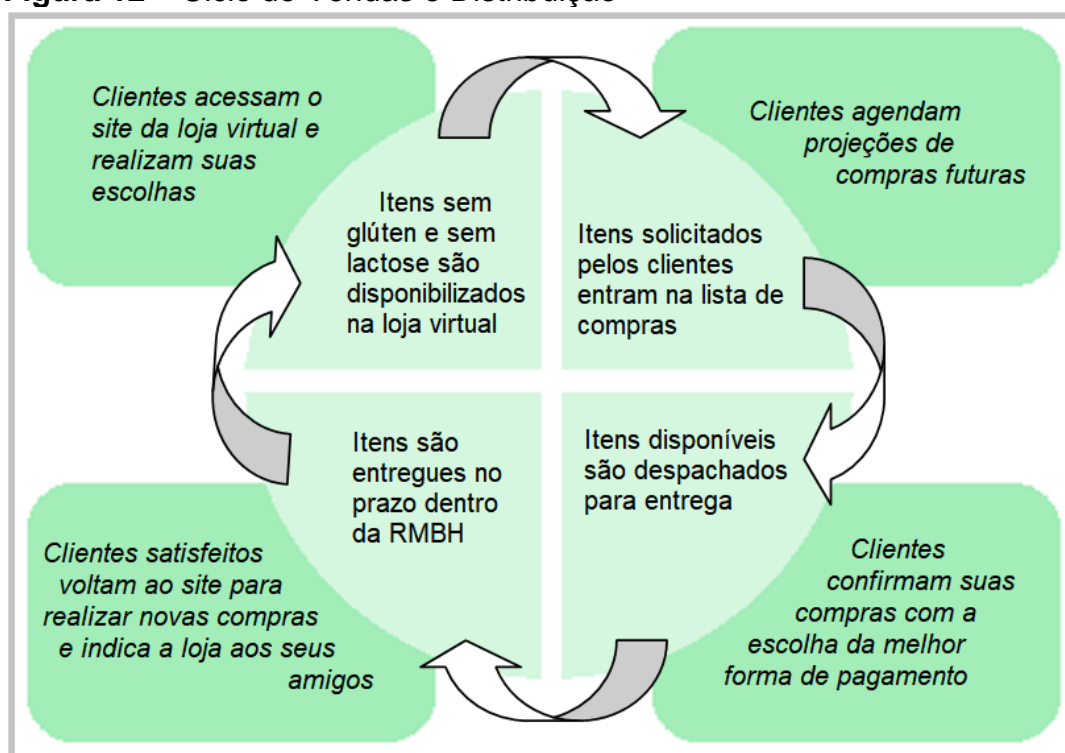 Clientes acessam o
site da loja virtual e
realizam suas
escolhas
Clientes agendam
projeções de
compras futuras
Itens sem
glúten e sem
lactose são
disponibilizados
na loja virtual
Itens solicitados
pelos clientes
entram na lista de
compras
Itens são
entregues no
prazo dentro
da RMBH
Itens disponíveis
são despachados
para entrega
Clientes satisfeitos
voltam ao site para
realizar novas compras
e indica a loja aos seus
amigos
Clientes
confirmam suas
compras com a
escolha da melhor
forma de pagamento